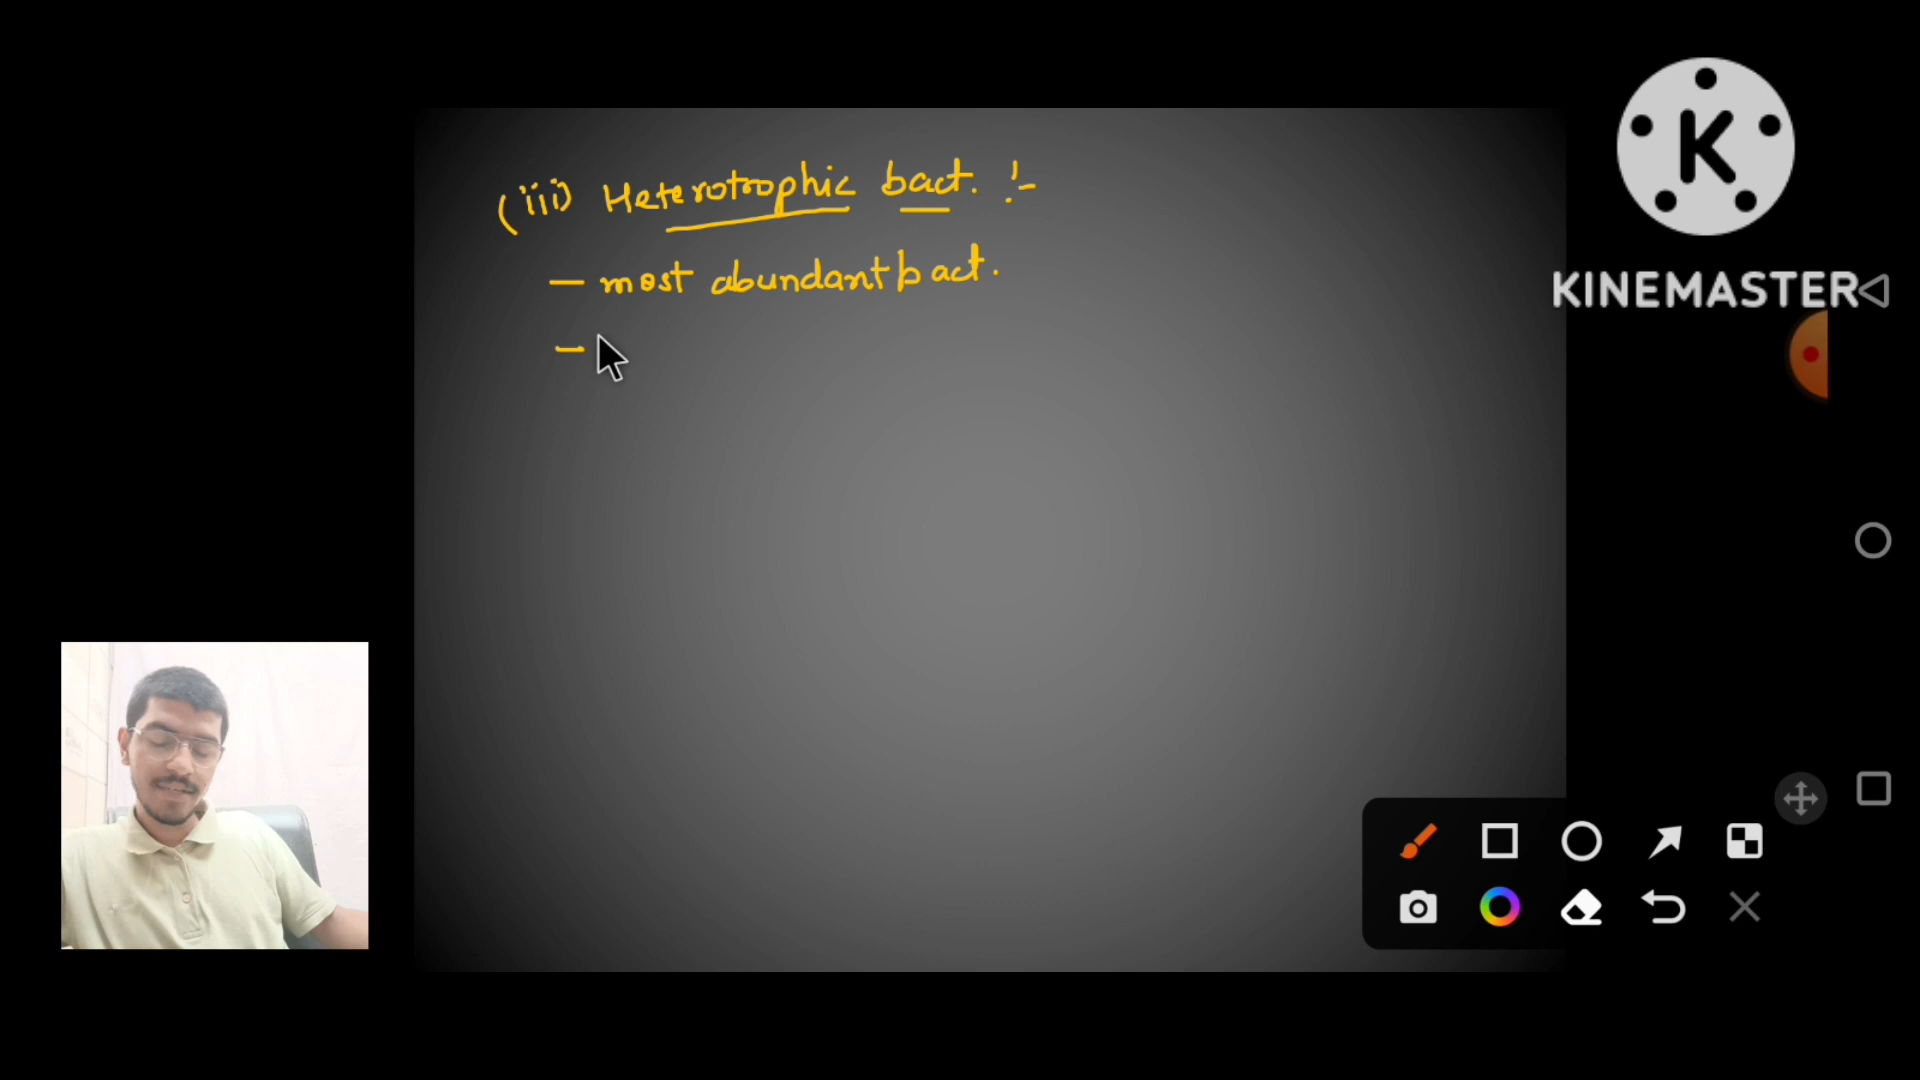 (iii) Heterotrophic bact. :-
— most abundant bact.
—
K
KINEMASTER